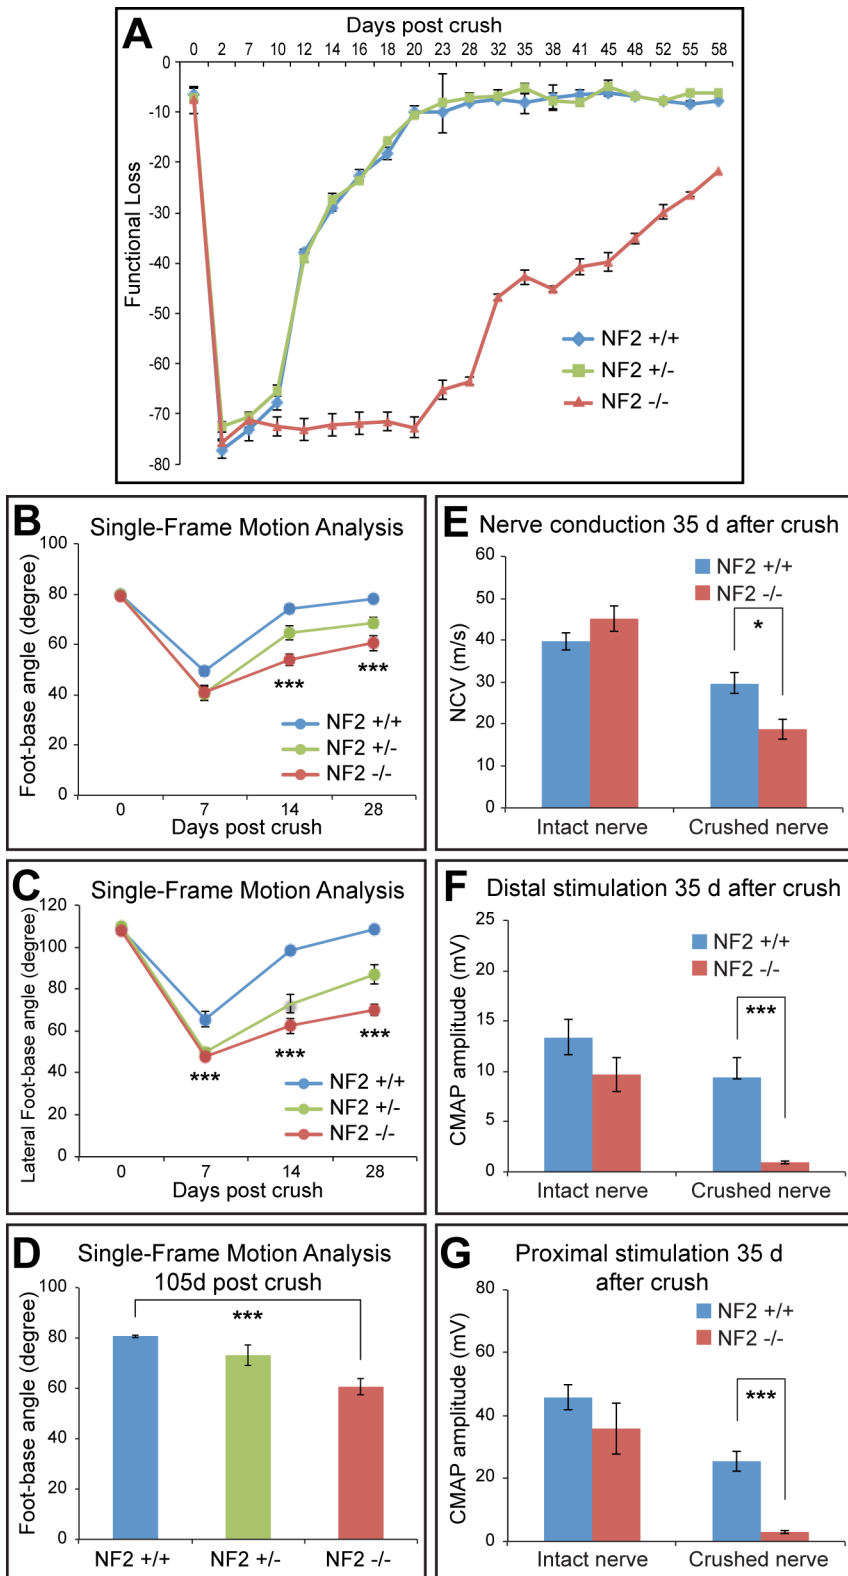 A
Days post crush
0 2 7 10 12 14 16 18 20 23 28 32 35 38 41 45 48 52 55 58
0
-10
-20
-30
-40
-50
-60
-70
-80
Functional Loss
NF2 +/+
NF2 +/-
NF2 -/-
B
Single-Frame Motion Analysis
100
80
60
40
20
0
Foot-base angle (degree)
***
***
NF2 +/+
NF2 +/-
NF2 -/-
0 7 14 28
Days post crush
E
Nerve conduction 35 d after crush
60
50
40
30
20
10
0
NCV (m/s)
NF2 +/+
NF2 -/-
*
Intact nerve Crushed nerve
C
Single-Frame Motion Analysis
120
100
80
60
40
20
0
Lateral Foot-base angle (degree)
***
***
***
NF2 +/+
NF2 +/-
NF2 -/-
0 7 14 28
Days post crush
F
Distal stimulation 35 d after crush
25
20
15
10
5
0
CMAP amplitude (mV)
NF2 +/+
NF2 -/-
***
Intact nerve Crushed nerve
D
Single-Frame Motion Analysis
105d post crush
100
80
60
40
20
0
Foot-base angle (degree)
***
NF2 +/+ NF2 +/- NF2 -/-
G
Proximal stimulation 35 d
after crush
80
60
40
20
0
CMAP amplitude (mV)
NF2 +/+
NF2 -/-
***
Intact nerve Crushed nerve